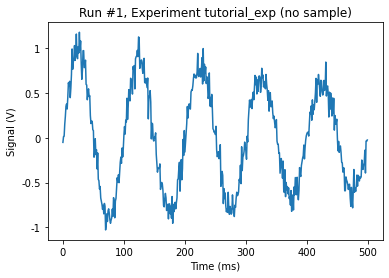 Run #1, Experiment tutorial_exp (no sample)
Signal (V)
1
0.5
0
-0.5
-1
0 100 200 300 400 500
Time (ms)